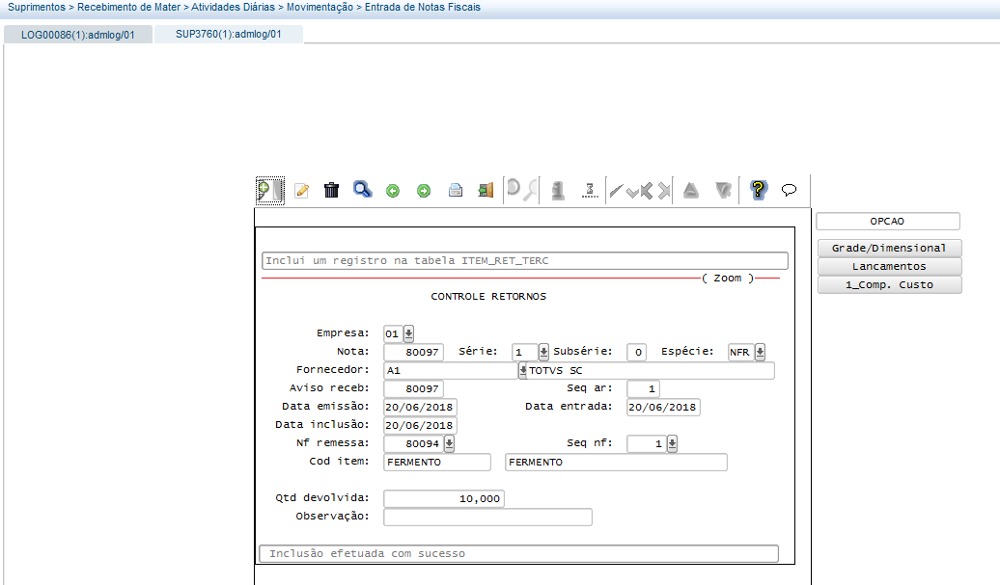 Suprimentos > Recebimento de Mater > Atividades Diárias > Movimentação > Entrada de Notas Fiscais
LOG00086(1):admlog/01 SUP3760(1):admlog/01
OPCAO
Grade/Dimensional
Lancamentos
1_Comp. Custo
Inclui um registro na tabela ITEM_RET_TERC
( Zoom )
CONTROLE RETORNOS
Empresa: 01
Nota: 80097 Série: 1 Subsérie: 0 Espécie: NFR
Fornecedor: A1 TOTVS SC
Aviso receb: 80097 Seq ar: 1
Data emissão: 20/06/2018 Data entrada: 20/06/2018
Data inclusão: 20/06/2018
Nf remessa: 80094 Seq nf: 1
Cod item: FERMENTO FERMENTO
Qtd devolvida: 10,000
Observação:
Inclusão efetuada com sucesso